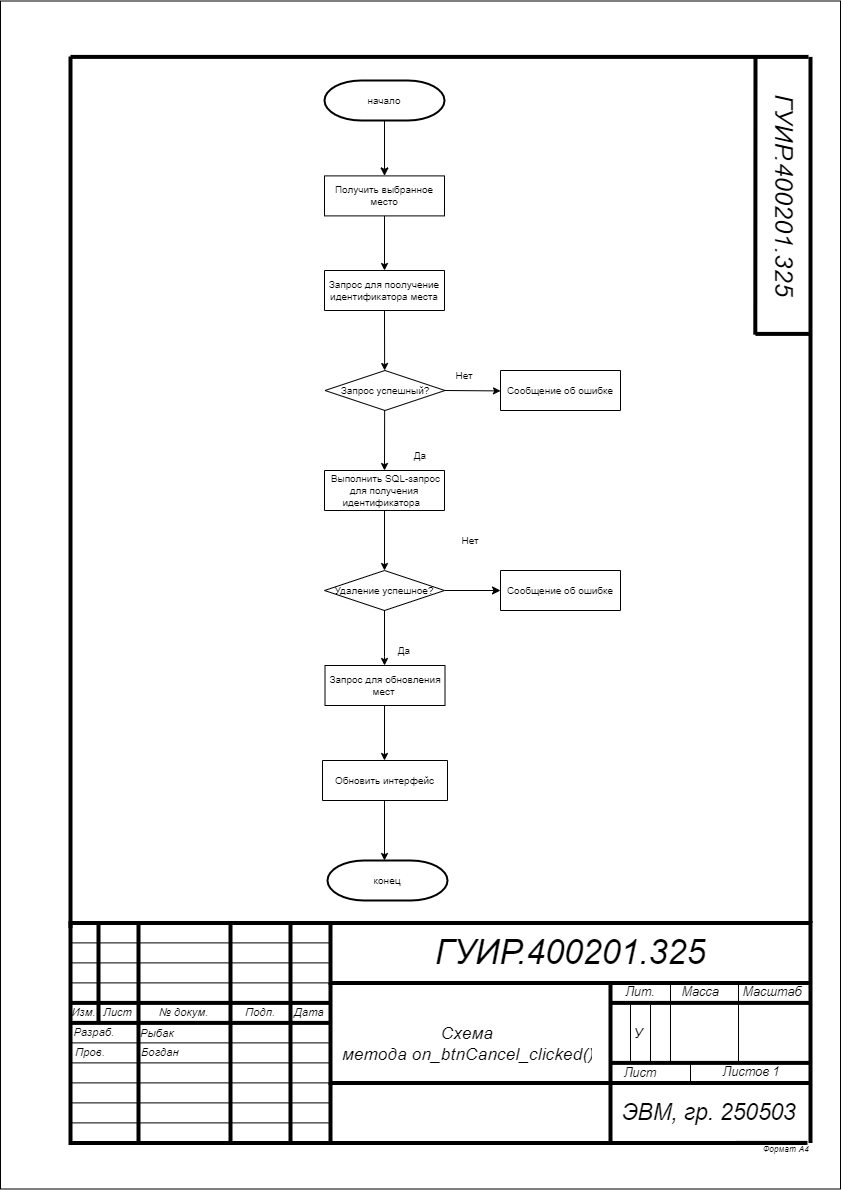 ГУИР.400201.325
начало
Получить выбранное
место
Запрос для поолучение
идентификатора места
Запрос успешный?
Нет
Сообщение об ошибке
Да
Выполнить SQL-запрос
для получения
идентификатора
Нет
Удаление успешное?
Сообщение об ошибке
Да
Запрос для обновления
мест
Обновить интерфейс
конец
ГУИР.400201.325
Лит. Масса Масштаб
Изм. Лист № докум. Подп. Дата
Разраб. Рыбак
Пров. Богдан
Схема
метода on_btnCancel_clicked()
У
Лист Листов 1
ЭВМ, гр. 250503
Формат А4